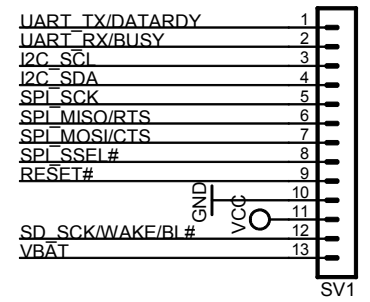 UART_TX/DATARDY 1
UART_RX/BUSY 2
I2C_SCL 3
I2C_SDA 4
SPI_SCK 5
SPI_MISO/RTS 6
SPI_MOSI/CTS 7
SPI_SSEL# 8
RESET# 9
GND 10
VCC 11
SD_SCK/WAKE/BL# 12
VBAT 13
SV1